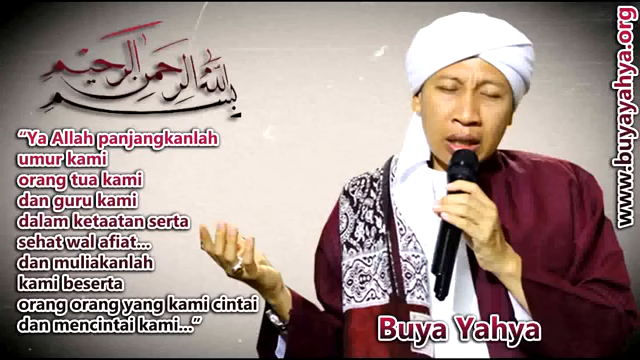 بسم الله الرحمن الرحيم
“Ya Allah panjangkanlah
umur kami
orang tua kami
dan guru kami
dalam ketaatan serta
sehat wal afiat...
dan muliakanlah
kami beserta
orang orang yang kami cintai
dan mencintai kami...”
Buya Yahya
www.buyayahya.org